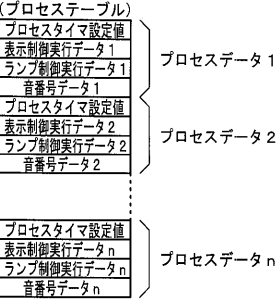 (プロセステーブル)
プロセスタイマ設定値
表示制御実行データ1
ランプ制御実行データ1
音番号データ1
プロセスデータ1
プロセスタイマ設定値
表示制御実行データ2
ランプ制御実行データ2
音番号データ2
プロセスデータ2
プロセスタイマ設定値
表示制御実行データn
ランプ制御実行データn
音番号データn
プロセスデータn